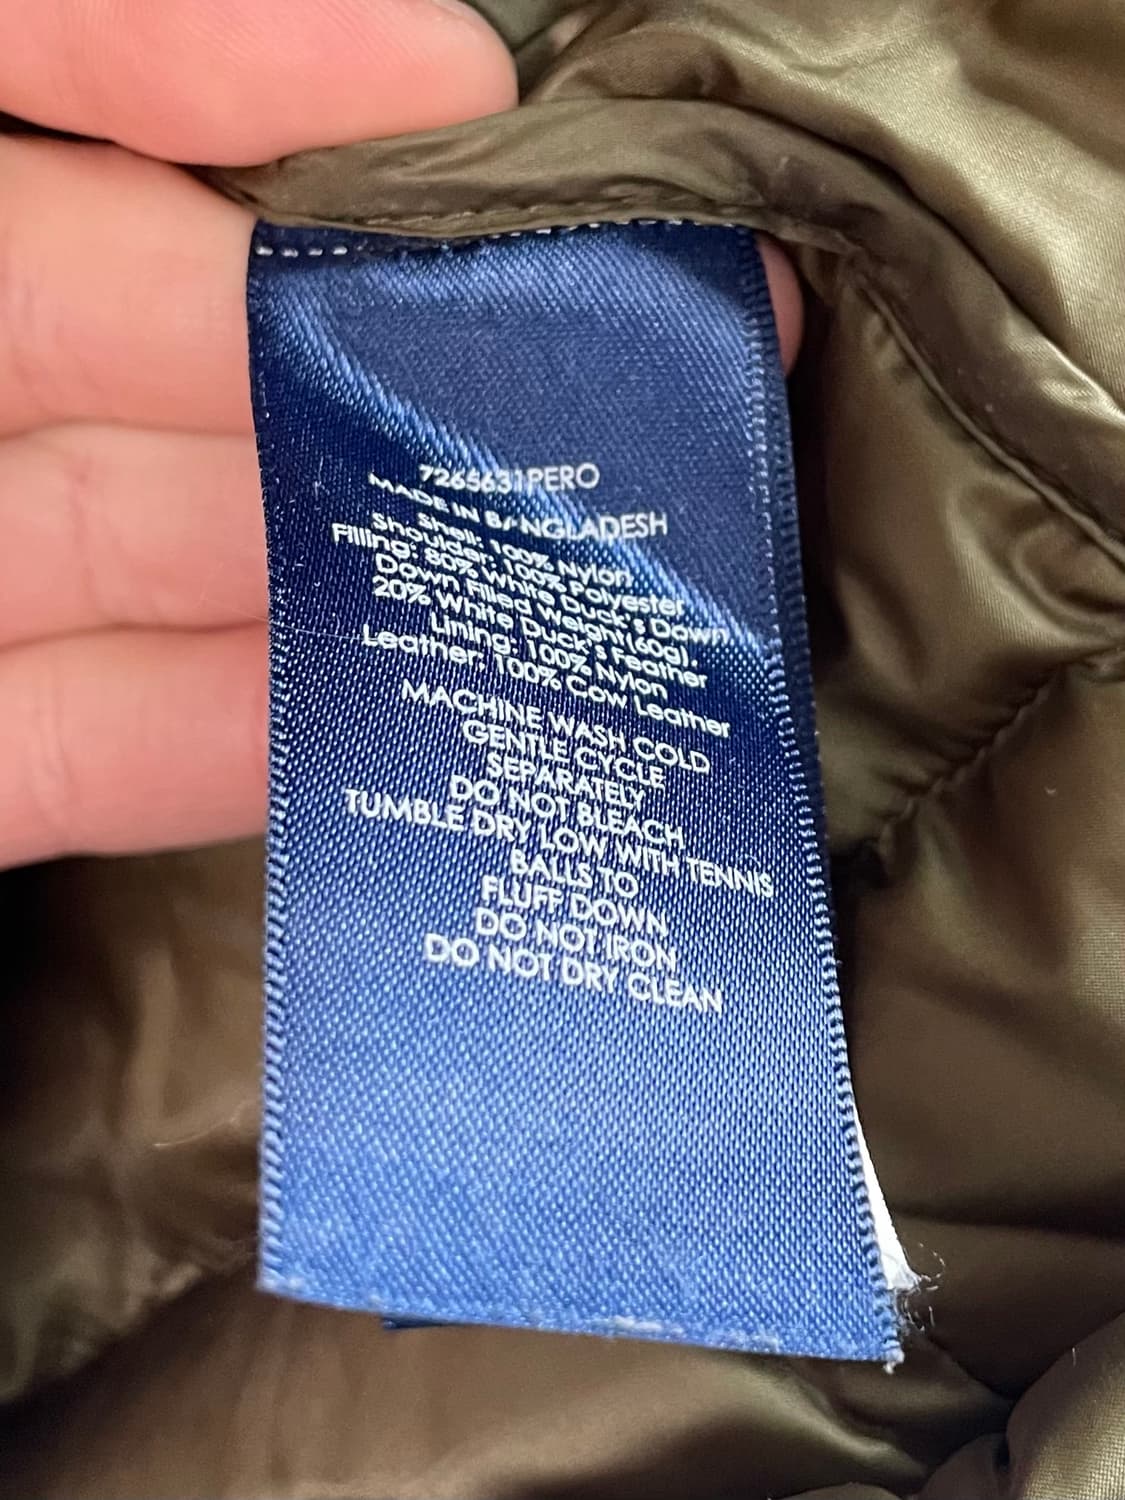 7265631PERO
MADE IN BANGLADESH
Shell: 100% Nylon
Shoulder: 100% Polyester
Filling: 80% White Duck's Down
Down Filled Weight(60g).
20% White Duck's Feather
Lining: 100% Nylon
Leather: 100% Cow Leather
MACHINE WASH COLD
GENTLE CYCLE
SEPARATELY
DO NOT BLEACH
TUMBLE DRY LOW WITH TENNIS
BALLS TO
FLUFF DOWN
DO NOT IRON
DO NOT DRY CLEAN